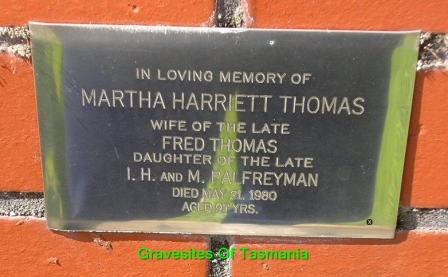 IN LOVING MEMORY OF
MARTHA HARRIETT THOMAS
WIFE OF THE LATE
FRED THOMAS
DAUGHTER OF THE LATE
I. H. AND M. PALFREYMAN
DIED MAY 21, 1980
AGED 91 YRS.
Gravesites Of Tasmania